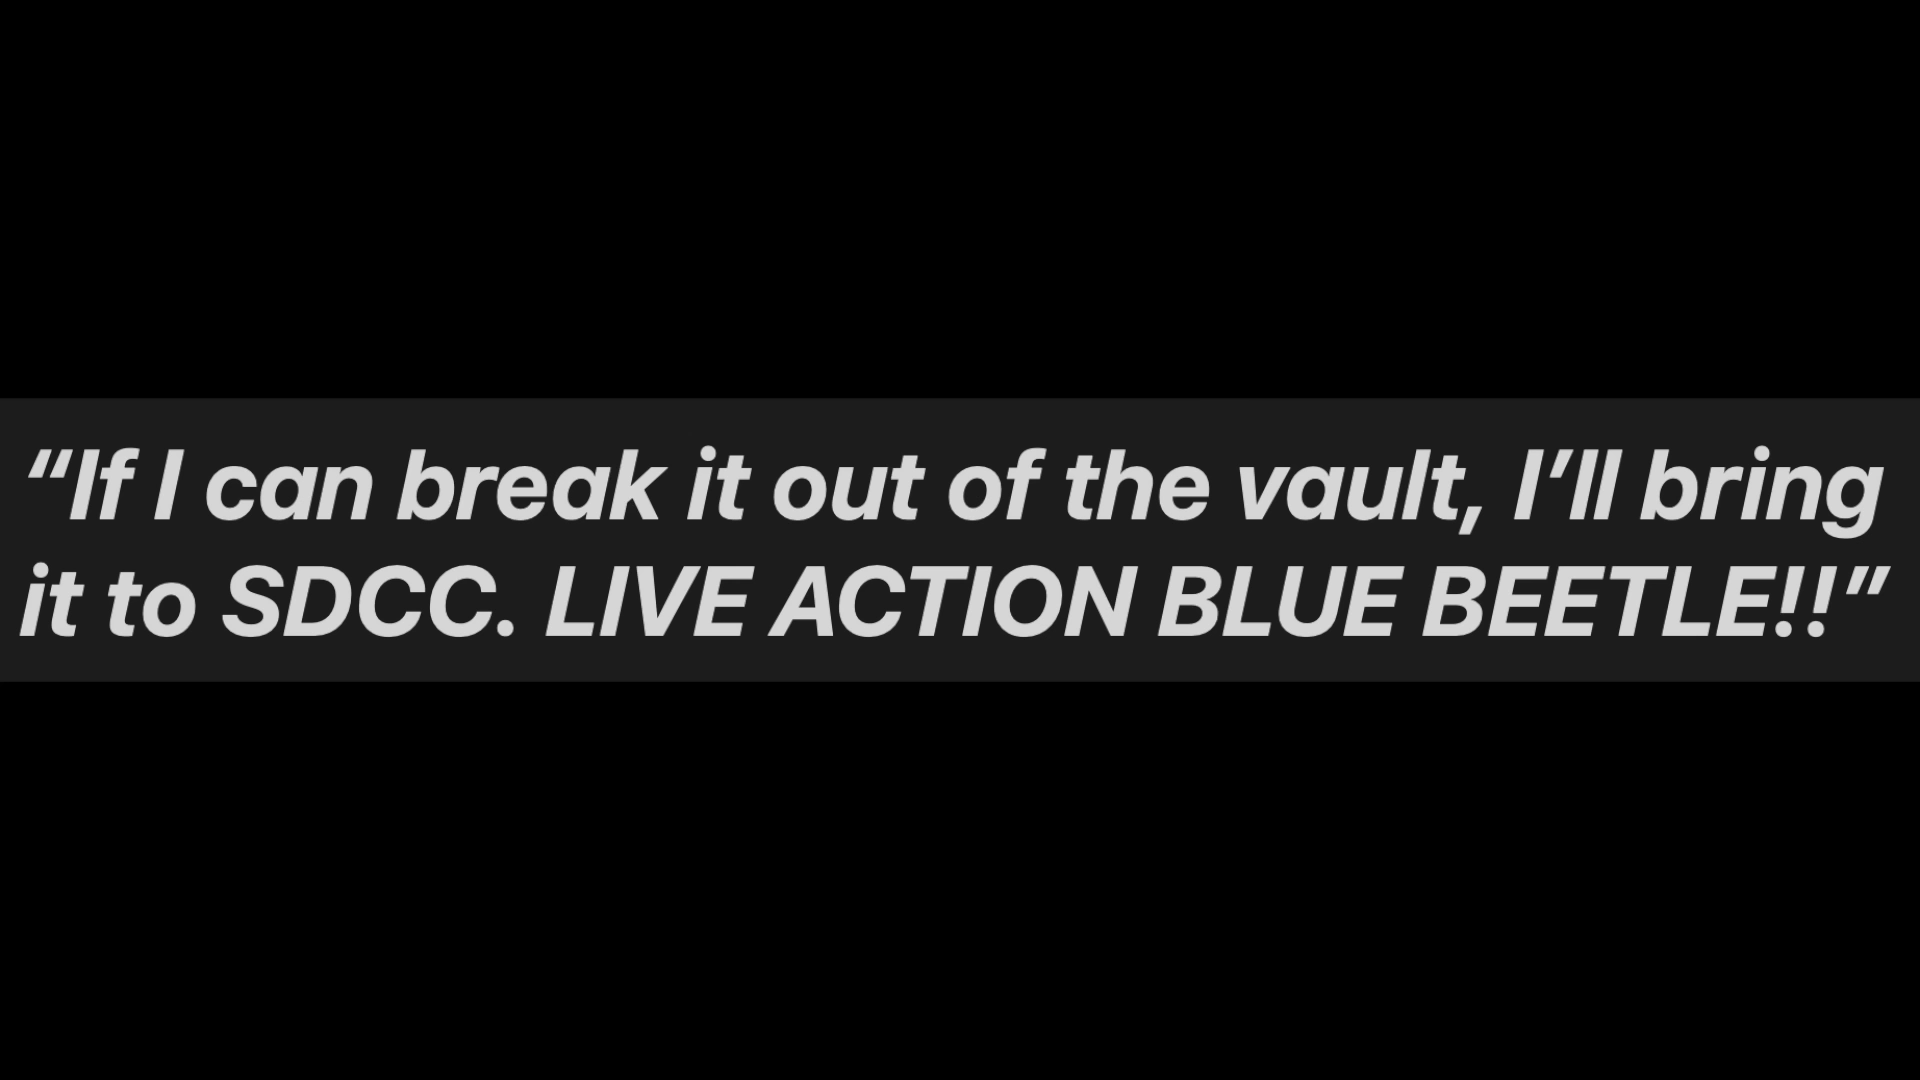 “If I can break it out of the vault, I’ll bring
it to SDCC. LIVE ACTION BLUE BEETLE!!”